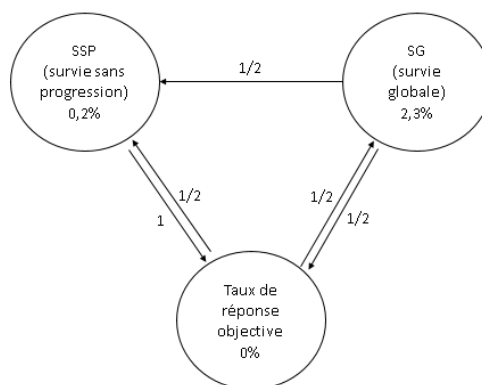 SSP
(survie sans
progression)
0,2%
SG
(survie
globale)
2,3%
1/2
1/2
1
1/2
1/2
Taux de
réponse
objective
0%